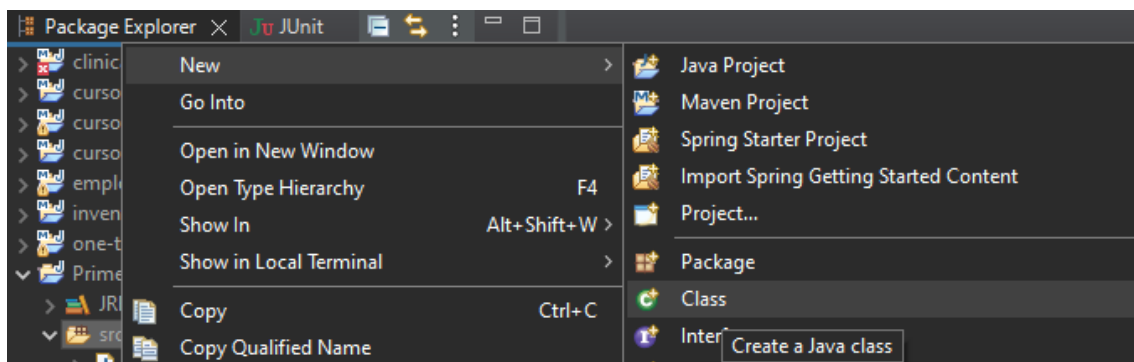 Package Explorer JUnit
clinic
curso
curso
curso
emple
inven
one-t
Prime
JRI
src
New
Go Into
Open in New Window
Open Type Hierarchy F4
Show In Alt+Shift+W >
Show in Local Terminal
Copy Ctrl+C
Copy Qualified Name
Java Project
Maven Project
Spring Starter Project
Import Spring Getting Started Content
Project...
Package
Class
Inter
Create a Java class